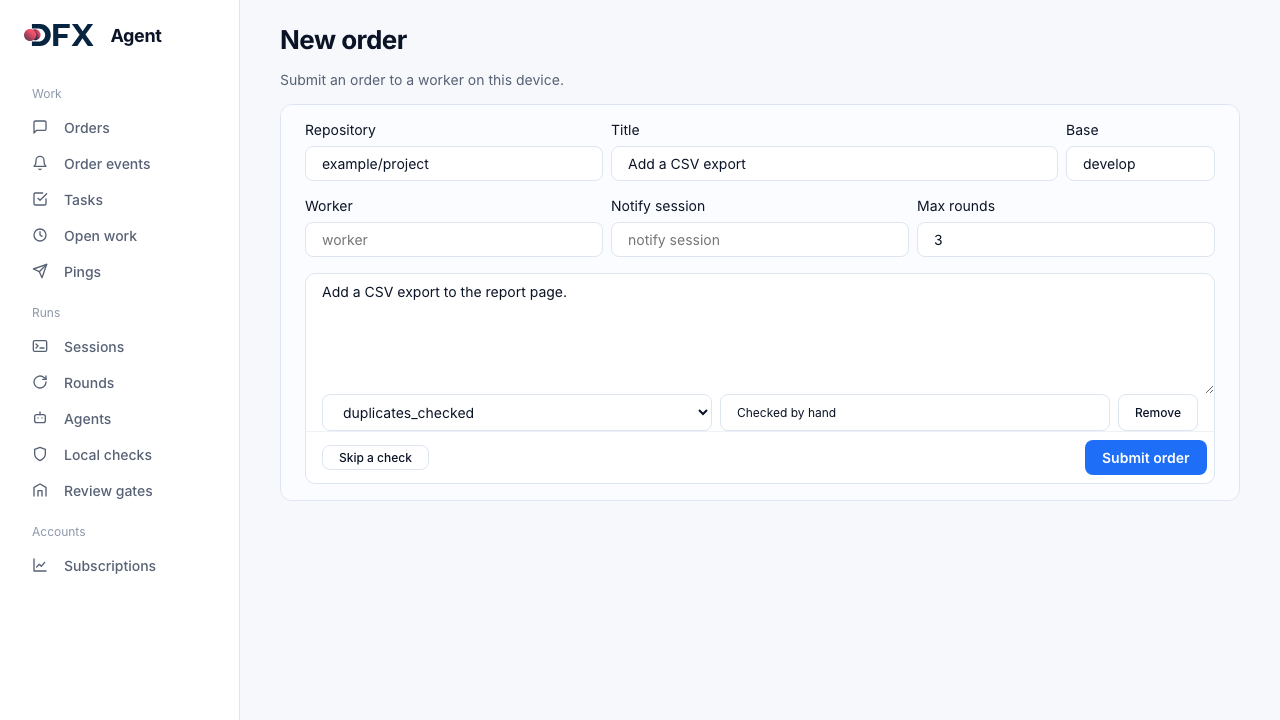 DFX Agent
Work
Orders
Order events
Tasks
Open work
Pings
Runs
Sessions
Rounds
Agents
Local checks
Review gates
Accounts
Subscriptions
New order
Submit an order to a worker on this device.
Repository Title Base
example/project Add a CSV export develop
Worker Notify session Max rounds
worker notify session 3
Add a CSV export to the report page.
duplicates_checked Checked by hand Remove
Skip a check Submit order